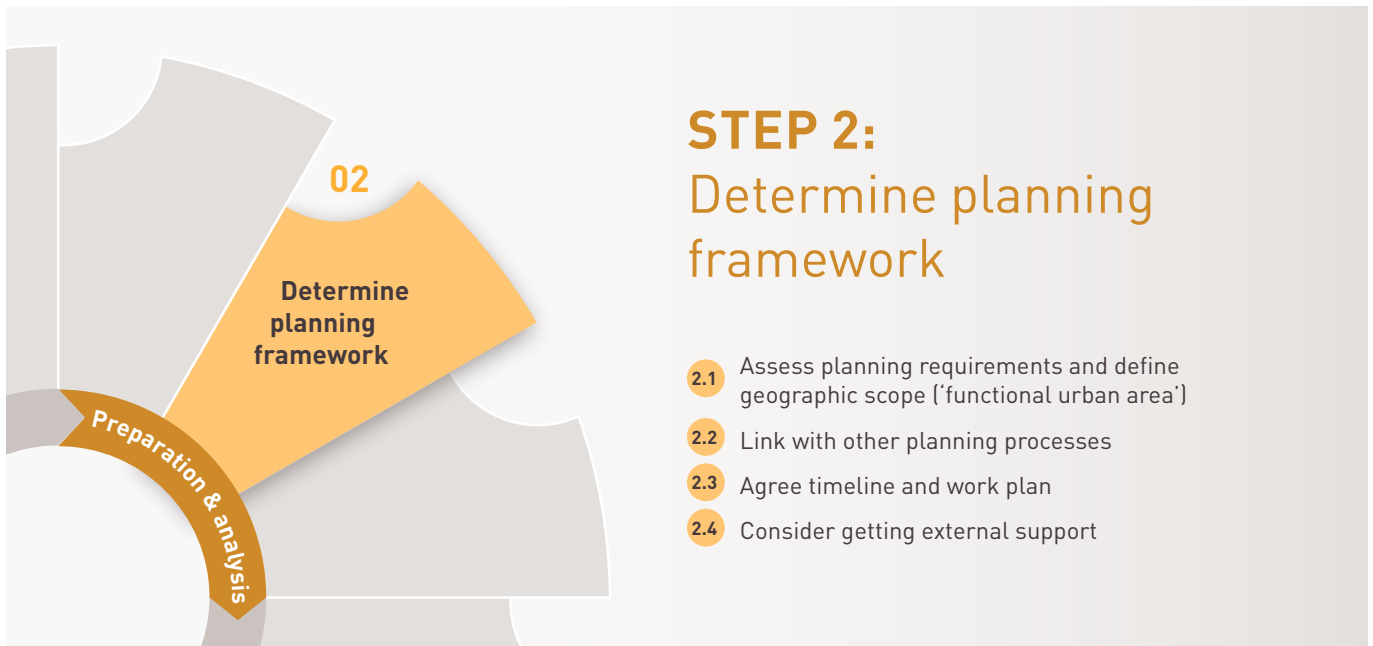 02
Determine
planning
framework
Preparation & analysis
STEP 2:
Determine planning
framework
2.1 Assess planning requirements and define
geographic scope (‘functional urban area’)
2.2 Link with other planning processes
2.3 Agree timeline and work plan
2.4 Consider getting external support